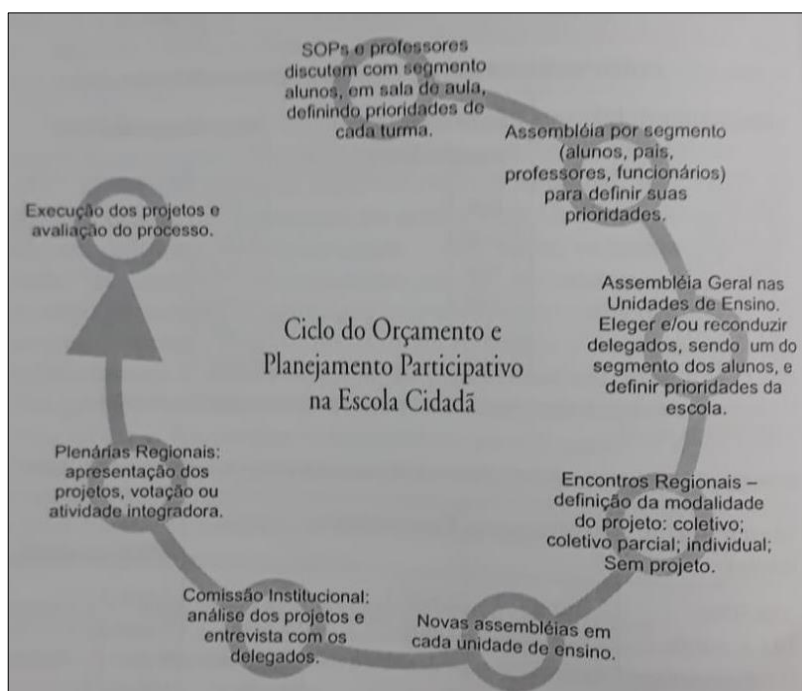 SOPs e professores
discutem com segmento
alunos, em sala de aula,
definindo prioridades de
cada turma.
Assembléia por segmento
(alunos, pais,
professores, funcionários)
para definir suas
prioridades.
Assembléia Geral nas
Unidades de Ensino.
Eleger e/ou reconduzir
delegados, sendo um do
segmento dos alunos, e
definir prioridades da
escola.
Encontros Regionais –
definição da modalidade
do projeto: coletivo;
coletivo parcial; individual;
Sem projeto.
Novas assembléias em
cada unidade de ensino.
Comissão Institucional:
análise dos projetos e
entrevista com os
delegados.
Plenárias Regionais:
apresentação dos
projetos, votação ou
atividade integradora.
Execução dos projetos e
avaliação do processo.
Ciclo do Orçamento e
Planejamento Participativo
na Escola Cidadã